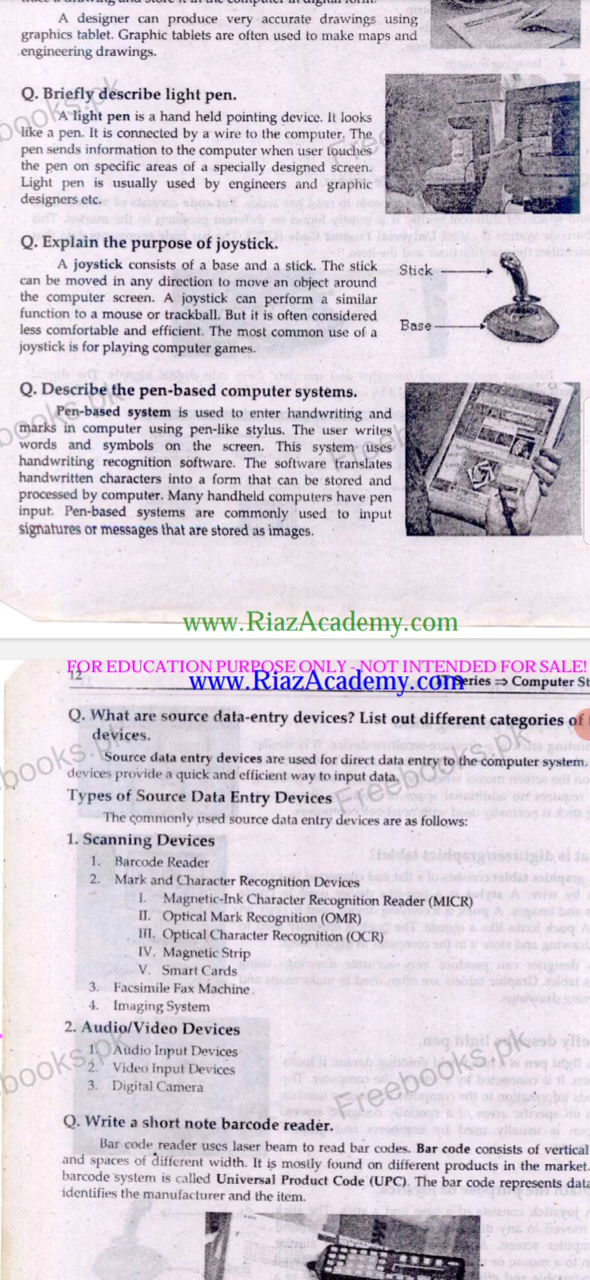 A designer can produce very accurate drawings using
graphics tablet. Graphic tablets are often used to make maps and
engineering drawings.
Q. Briefly describe light pen.
A light pen is a hand held pointing device. It looks
like a pen. It is connected by a wire to the computer. The
pen sends information to the computer when user touches
the pen on specific areas of a specially designed screen.
Light pen is usually used by engineers and graphic
designers etc.
Q. Explain the purpose of joystick.
A joystick consists of a base and a stick. The stick
can be moved in any direction to move an object around
the computer screen. A joystick can perform a similar
function to a mouse or trackball. But it is often considered
less comfortable and efficient. The most common use of a
joystick is for playing computer games.
Stick
Base
Q. Describe the pen-based computer systems.
Pen-based system is used to enter handwriting and
marks in computer using pen-like stylus. The user writes
words and symbols on the screen. This system uses
handwriting recognition software. The software translates
handwritten characters into a form that can be stored and
processed by computer. Many handheld computers have pen
input. Pen-based systems are commonly used to input
signatures or messages that are stored as images.
www.RiazAcademy.com
FOR EDUCATION PURPOSE ONLY - NOT INTENDED FOR SALE!
12
www.RiazAcademy.com
Series ⇒ Computer St
Q. What are source data-entry devices? List out different categories of
devices.
Source data entry devices are used for direct data entry to the computer system.
devices provide a quick and efficient way to input data.
Types of Source Data Entry Devices
The commonly used source data entry devices are as follows:
1. Scanning Devices
1. Barcode Reader
2. Mark and Character Recognition Devices
I. Magnetic-Ink Character Recognition Reader (MICR)
II. Optical Mark Recognition (OMR)
III. Optical Character Recognition (OCR)
IV. Magnetic Strip
V. Smart Cards
3. Facsimile Fax Machine
4. Imaging System
2. Audio/Video Devices
1. Audio Input Devices
2. Video Input Devices
3. Digital Camera
Freebooks.pk
Q. Write a short note barcode reader.
Bar code reader uses laser beam to read bar codes. Bar code consists of vertical
and spaces of different width. It is mostly found on different products in the market.
barcode system is called Universal Product Code (UPC). The bar code represents data
identifies the manufacturer and the item.